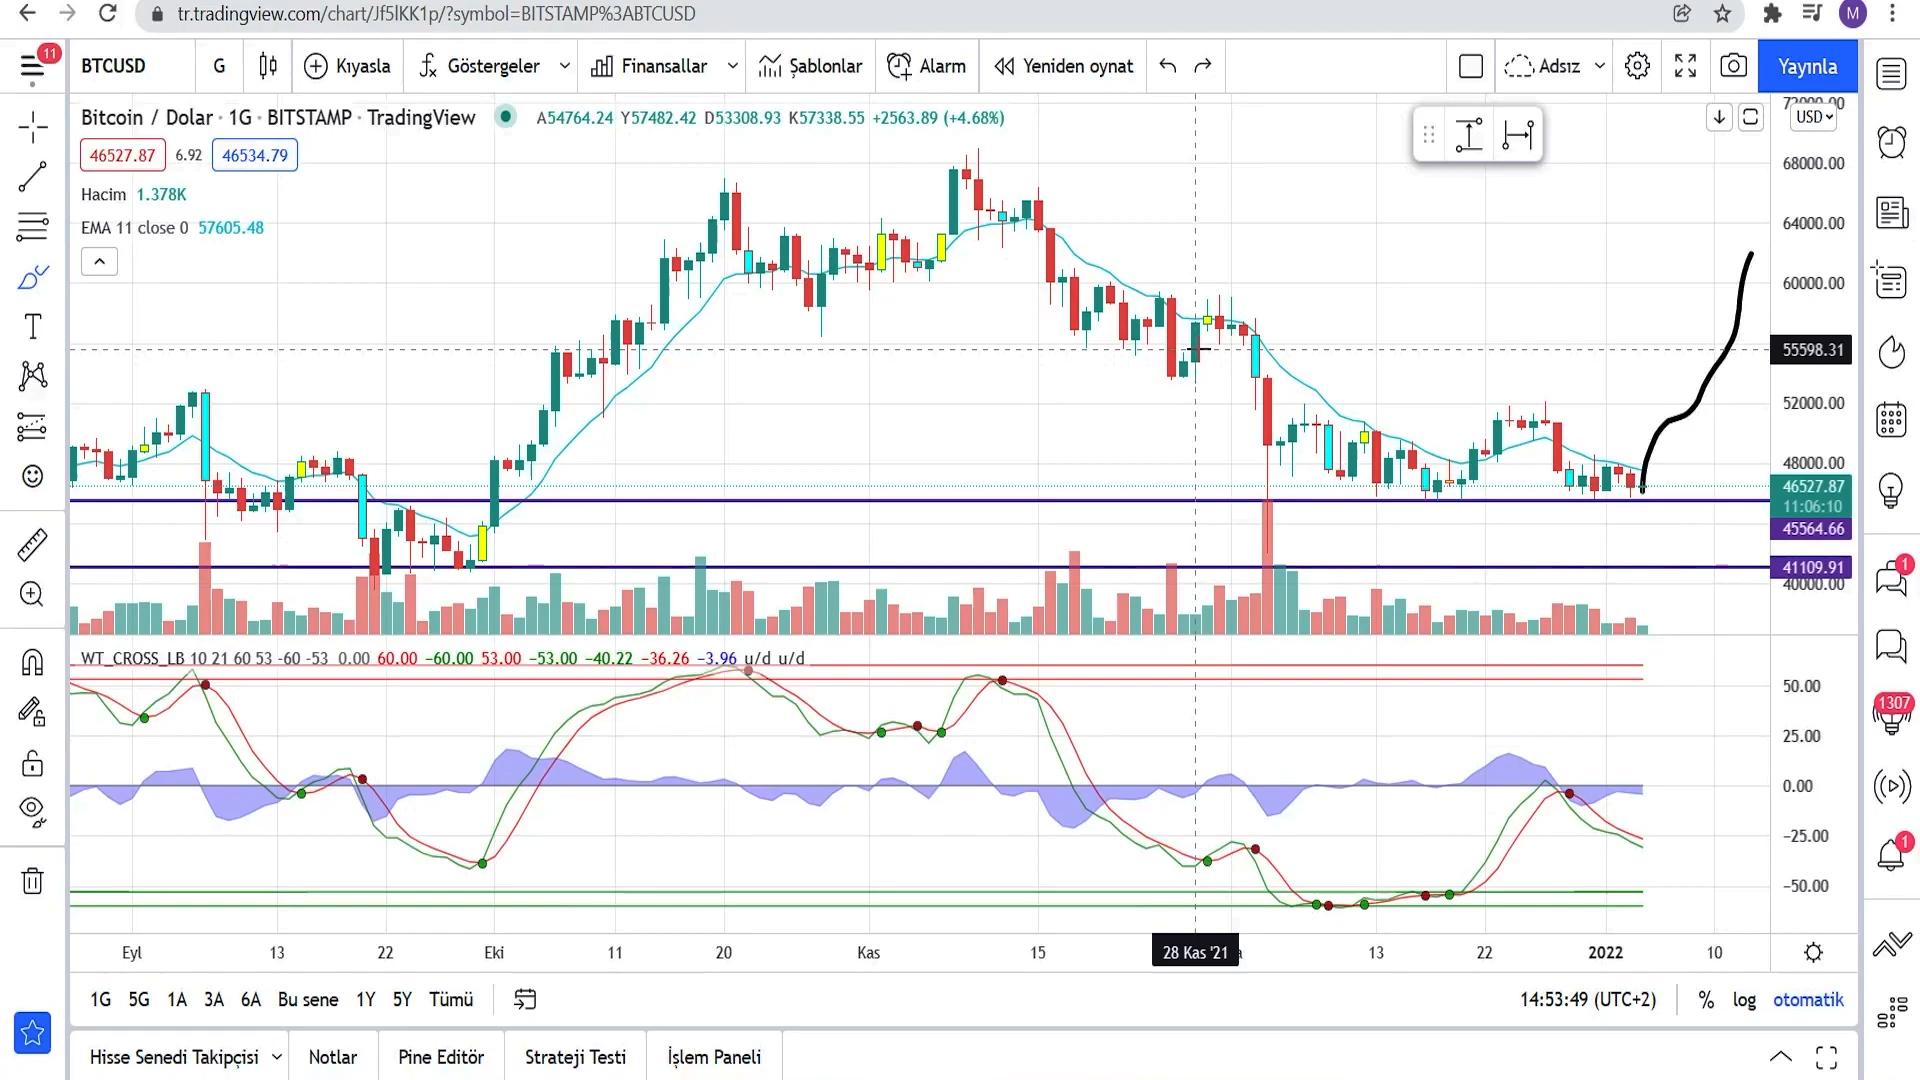 tr.tradingview.com/chart/Jf5lKK1p/?symbol=BITSTAMP%3ABTCUSD
M
11
BTCUSD G Kıyasla Göstergeler Finansallar Şablonlar Alarm Yeniden oynat Adsız Yayınla
Bitcoin / Dolar · 1G · BITSTAMP · TradingView A54764.24 Y57482.42 D53308.93 K57338.55 +2563.89 (+4.68%)
46527.87 6.92 46534.79
Hacim 1.378K
EMA 11 close 0 57605.48
72000.00
USD
68000.00
64000.00
60000.00
55598.31
52000.00
48000.00
46527.87
11:06:10
45564.66
41109.91
40000.00
WT_CROSS_LB 10 21 60 53 -60 -53 0.00 60.00 −60.00 53.00 −53.00 −40.22 −36.26 −3.96 u/d u/d
50.00
25.00
0.00
−25.00
−50.00
Eyl 13 22 Eki 11 20 Kas 15 28 Kas '21 13 22 2022 10
1G 5G 1A 3A 6A Bu sene 1Y 5Y Tümü 14:53:49 (UTC+2) % log otomatik
Hisse Senedi Takipçisi Notlar Pine Editör Strateji Testi İşlem Paneli
1
1307
1